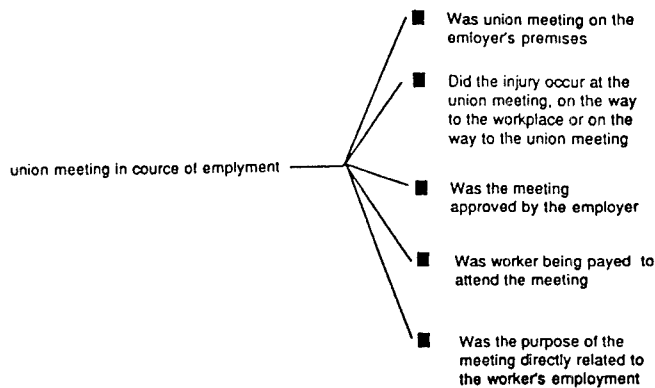 Was union meeting on the
emloyer's premises
Did the injury occur at the
union meeting, on the way
to the workplace or on the
way to the union meeting
union meeting in cource of emplyment
Was the meeting
approved by the employer
Was worker being payed to
attend the meeting
Was the purpose of the
meeting directly related to
the worker's employment